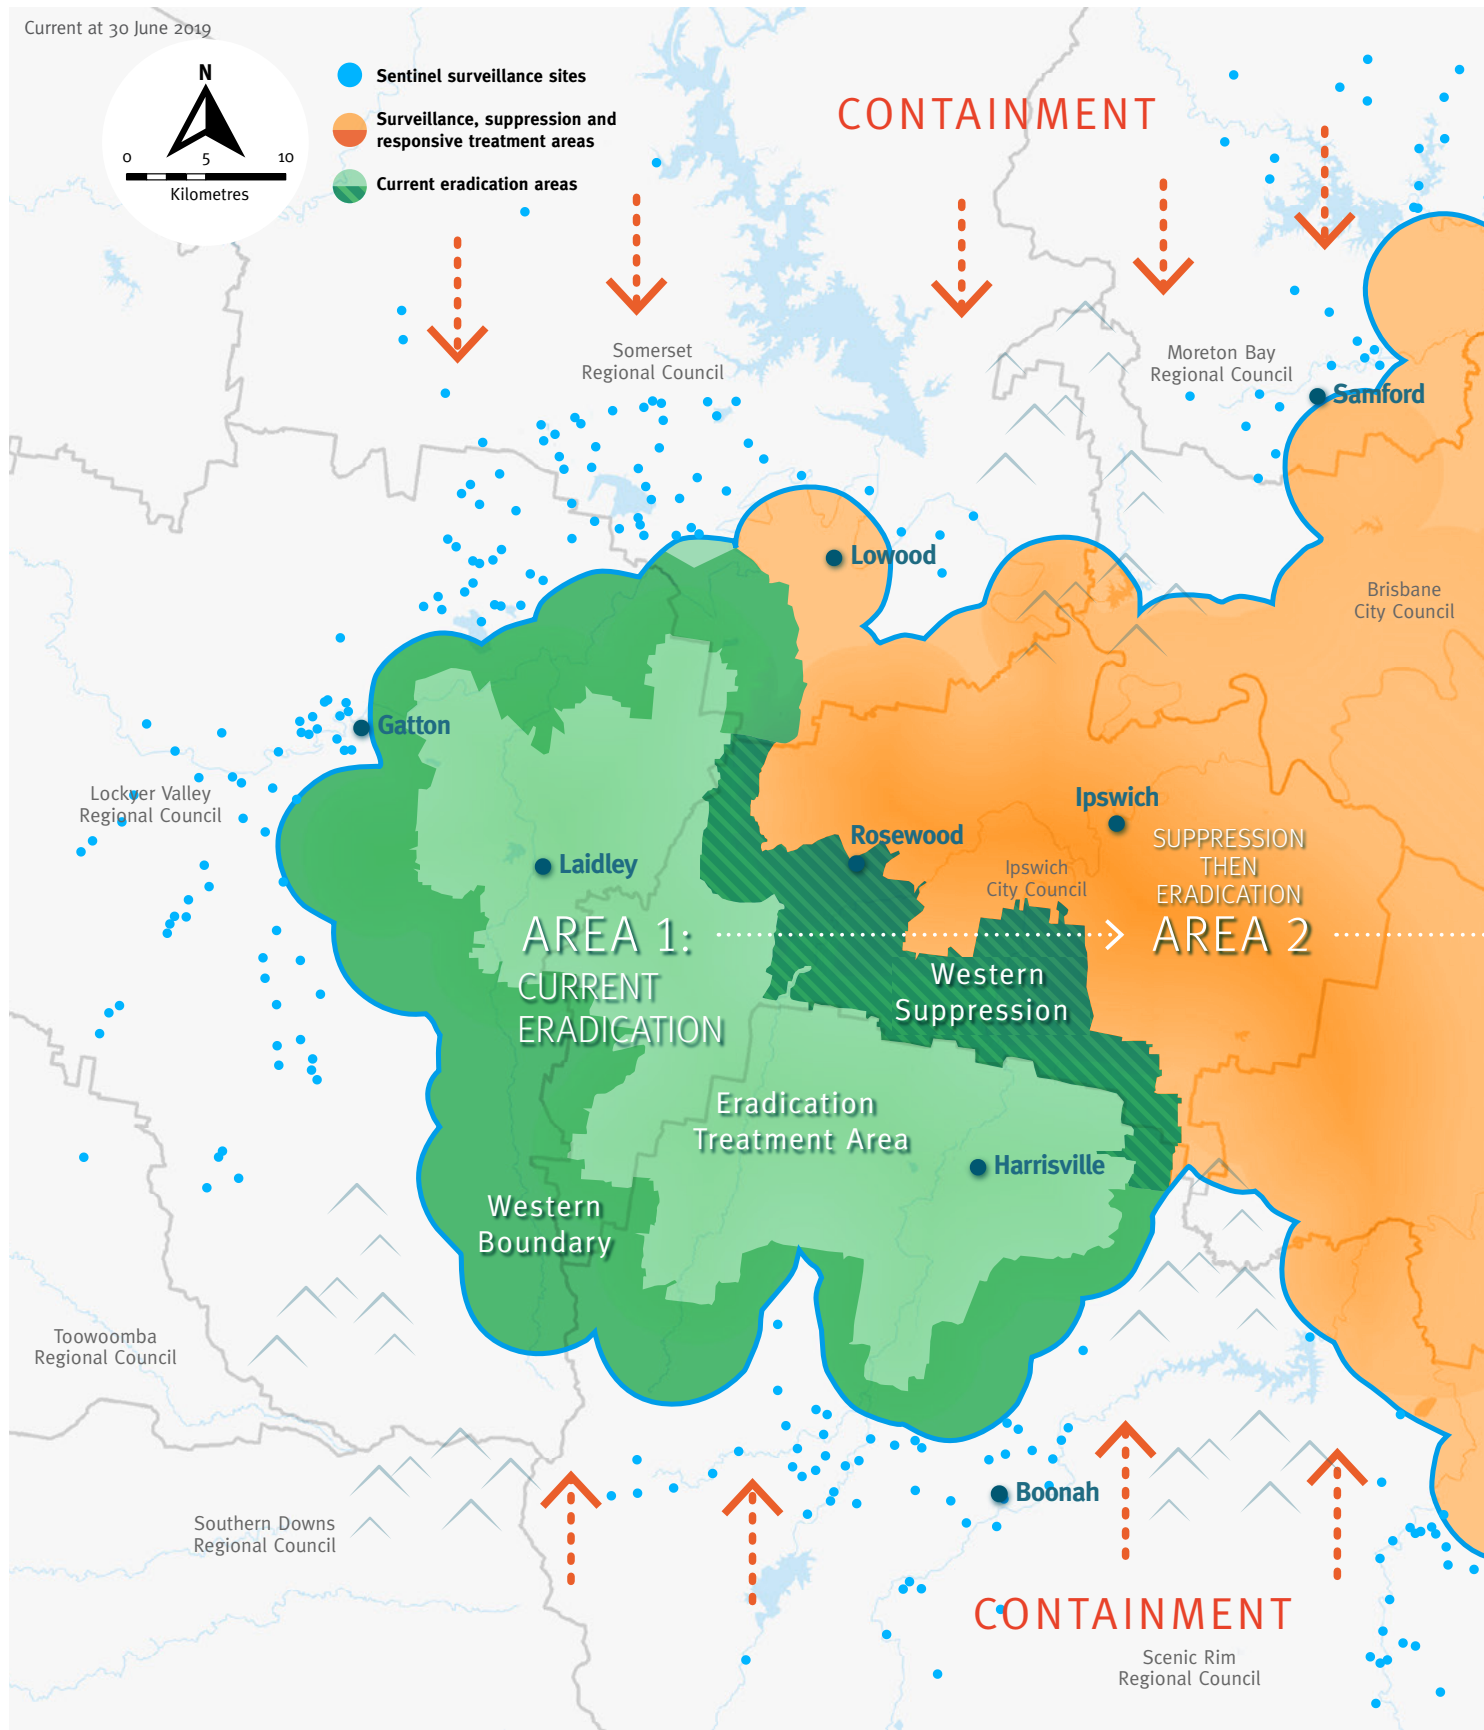 Current at 30 June 2019
N
0 5 10
Kilometres
Sentinel surveillance sites
Surveillance, suppression and
responsive treatment areas
Current eradication areas
CONTAINMENT
Somerset
Regional Council
Moreton Bay
Regional Council
Samford
Lowood
Brisbane
City Council
Gatton
Lockyer Valley
Regional Council
Ipswich
Rosewood
Laidley
Ipswich
City Council
SUPPRESSION
THEN
ERADICATION
AREA 2
AREA 1:
CURRENT
ERADICATION
Western
Suppression
Eradication
Treatment Area
Harrisville
Western
Boundary
Toowoomba
Regional Council
Boonah
Southern Downs
Regional Council
CONTAINMENT
Scenic Rim
Regional Council